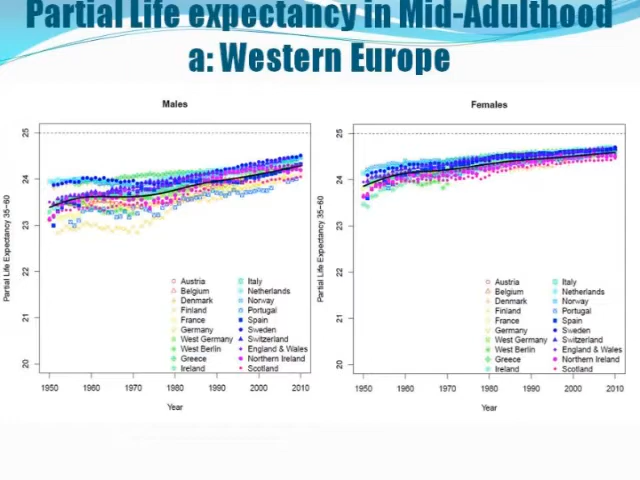 Partial Life expectancy in Mid-Adulthood
a: Western Europe
Males
Partial Life Expectancy 35-60
25
24
23
22
21
20
Austria
Belgium
Denmark
Finland
France
Germany
West Germany
West Berlin
Greece
Ireland
Italy
Netherlands
Norway
Portugal
Spain
Sweden
Switzerland
England & Wales
Northern Ireland
Scotland
1950 1960 1970 1980 1990 2000 2010
Year
Females
Partial Life Expectancy 35-60
25
24
23
22
21
20
Austria
Belgium
Denmark
Finland
France
Germany
West Germany
West Berlin
Greece
Ireland
Italy
Netherlands
Norway
Portugal
Spain
Sweden
Switzerland
England & Wales
Northern Ireland
Scotland
1950 1960 1970 1980 1990 2000 2010
Year